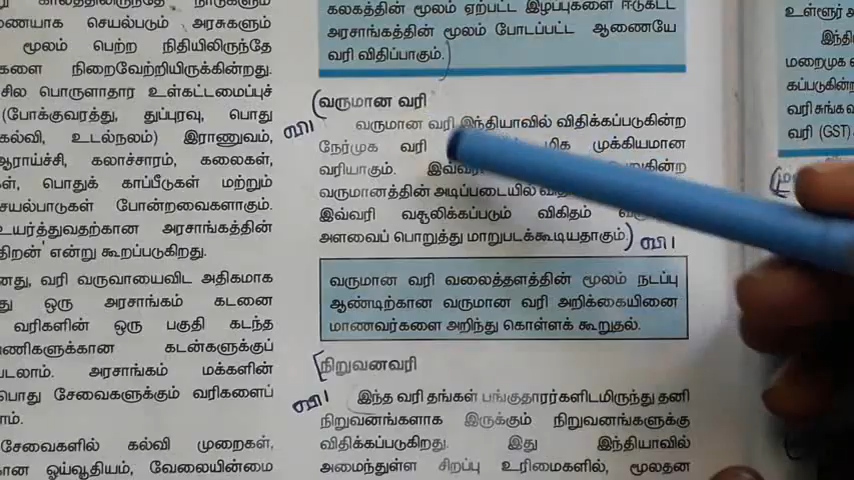 ணையாக செயல்படும் அரசுகளும்
மூலம் பெற்ற நிதியிலிருந்தே
களை நிறைவேற்றியிருக்கின்றது.
சில பொருளாதார உள்கட்டமைப்புச்
(போக்குவரத்து, துப்புரவு, பொது
கல்வி, உடல்நலம்) இராணுவம்,
ஆராய்ச்சி, கலாச்சாரம், கலைகள்,
கள், பொதுக் காப்பீடுகள் மற்றும்
செயல்பாடுகள் போன்றவைகளாகும்.
உயர்த்துவதற்கான அரசாங்கத்தின்
திறன்' என்று கூறப்படுகிறது.
னது, வரி வருவாயைவிட அதிகமாக
து ஒரு அரசாங்கம் கடனை
வரிகளின் ஒரு பகுதி கடந்த
பணிகளுக்கான கடன்களுக்குப்
படலாம். அரசாங்கம் மக்களின்
பொது சேவைகளுக்கும் வரிகளைப்
ாம்.
சேவைகளில் கல்வி முறைகள்,
கான ஓய்வூதியம், வேலையின்மை
கலகத்தின் மூலம் ஏற்பட்ட இழப்புகளை ஈடுகட்ட
அரசாங்கத்தின் மூலம் போடப்பட்ட ஆணையே
வரி விதிப்பாகும்.
வருமான வரி
வருமான வரி இந்தியாவில் விதிக்கப்படுகின்ற
நேர்முக வரி மிக முக்கியமான
வரியாகும்.
வருமானத்தின் அடிப்படையில்
இவ்வரி வசூலிக்கப்படும் விகிதம்
அளவைப் பொறுத்து மாறுபடக்கூடியதாகும்.
வருமான வரி வலைத்தளத்தின் மூலம் நடப்பு
ஆண்டிற்கான வருமான வரி அறிக்கையினை
மாணவர்களை அறிந்து கொள்ளக் கூறுதல்.
நிறுவனவரி
இந்த வரி தங்கள் பங்குதாரர்களிடமிருந்து தனி
நிறுவனங்களாக இருக்கும் நிறுவனங்களுக்கு
விதிக்கப்படுகிறது. இது இந்தியாவில்
அமைந்துள்ள சிறப்பு உரிமைகளில், மூலதன
உள்ளூர்
இந்தி
மறைமுக
கப்படுகின்
வரி சுங்கவ
வரி (GST)